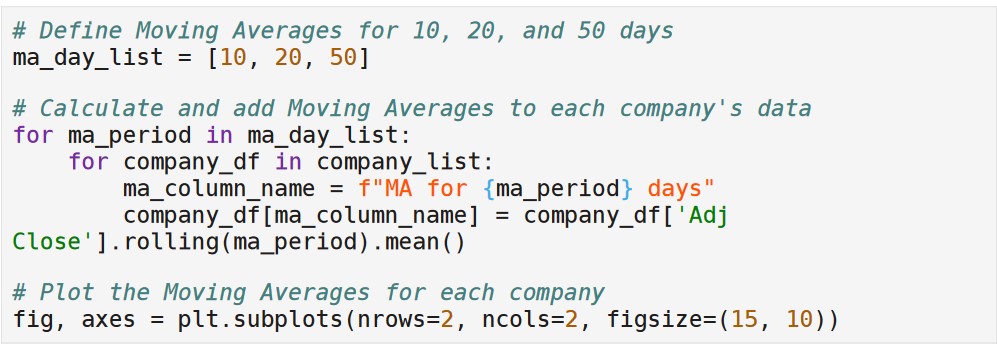 # Define Moving Averages for 10, 20, and 50 days
ma_day_list = [10, 20, 50]

# Calculate and add Moving Averages to each company's data
for ma_period in ma_day_list:
    for company_df in company_list:
        ma_column_name = f"MA for {ma_period} days"
        company_df[ma_column_name] = company_df['Adj
Close'].rolling(ma_period).mean()

# Plot the Moving Averages for each company
fig, axes = plt.subplots(nrows=2, ncols=2, figsize=(15, 10))